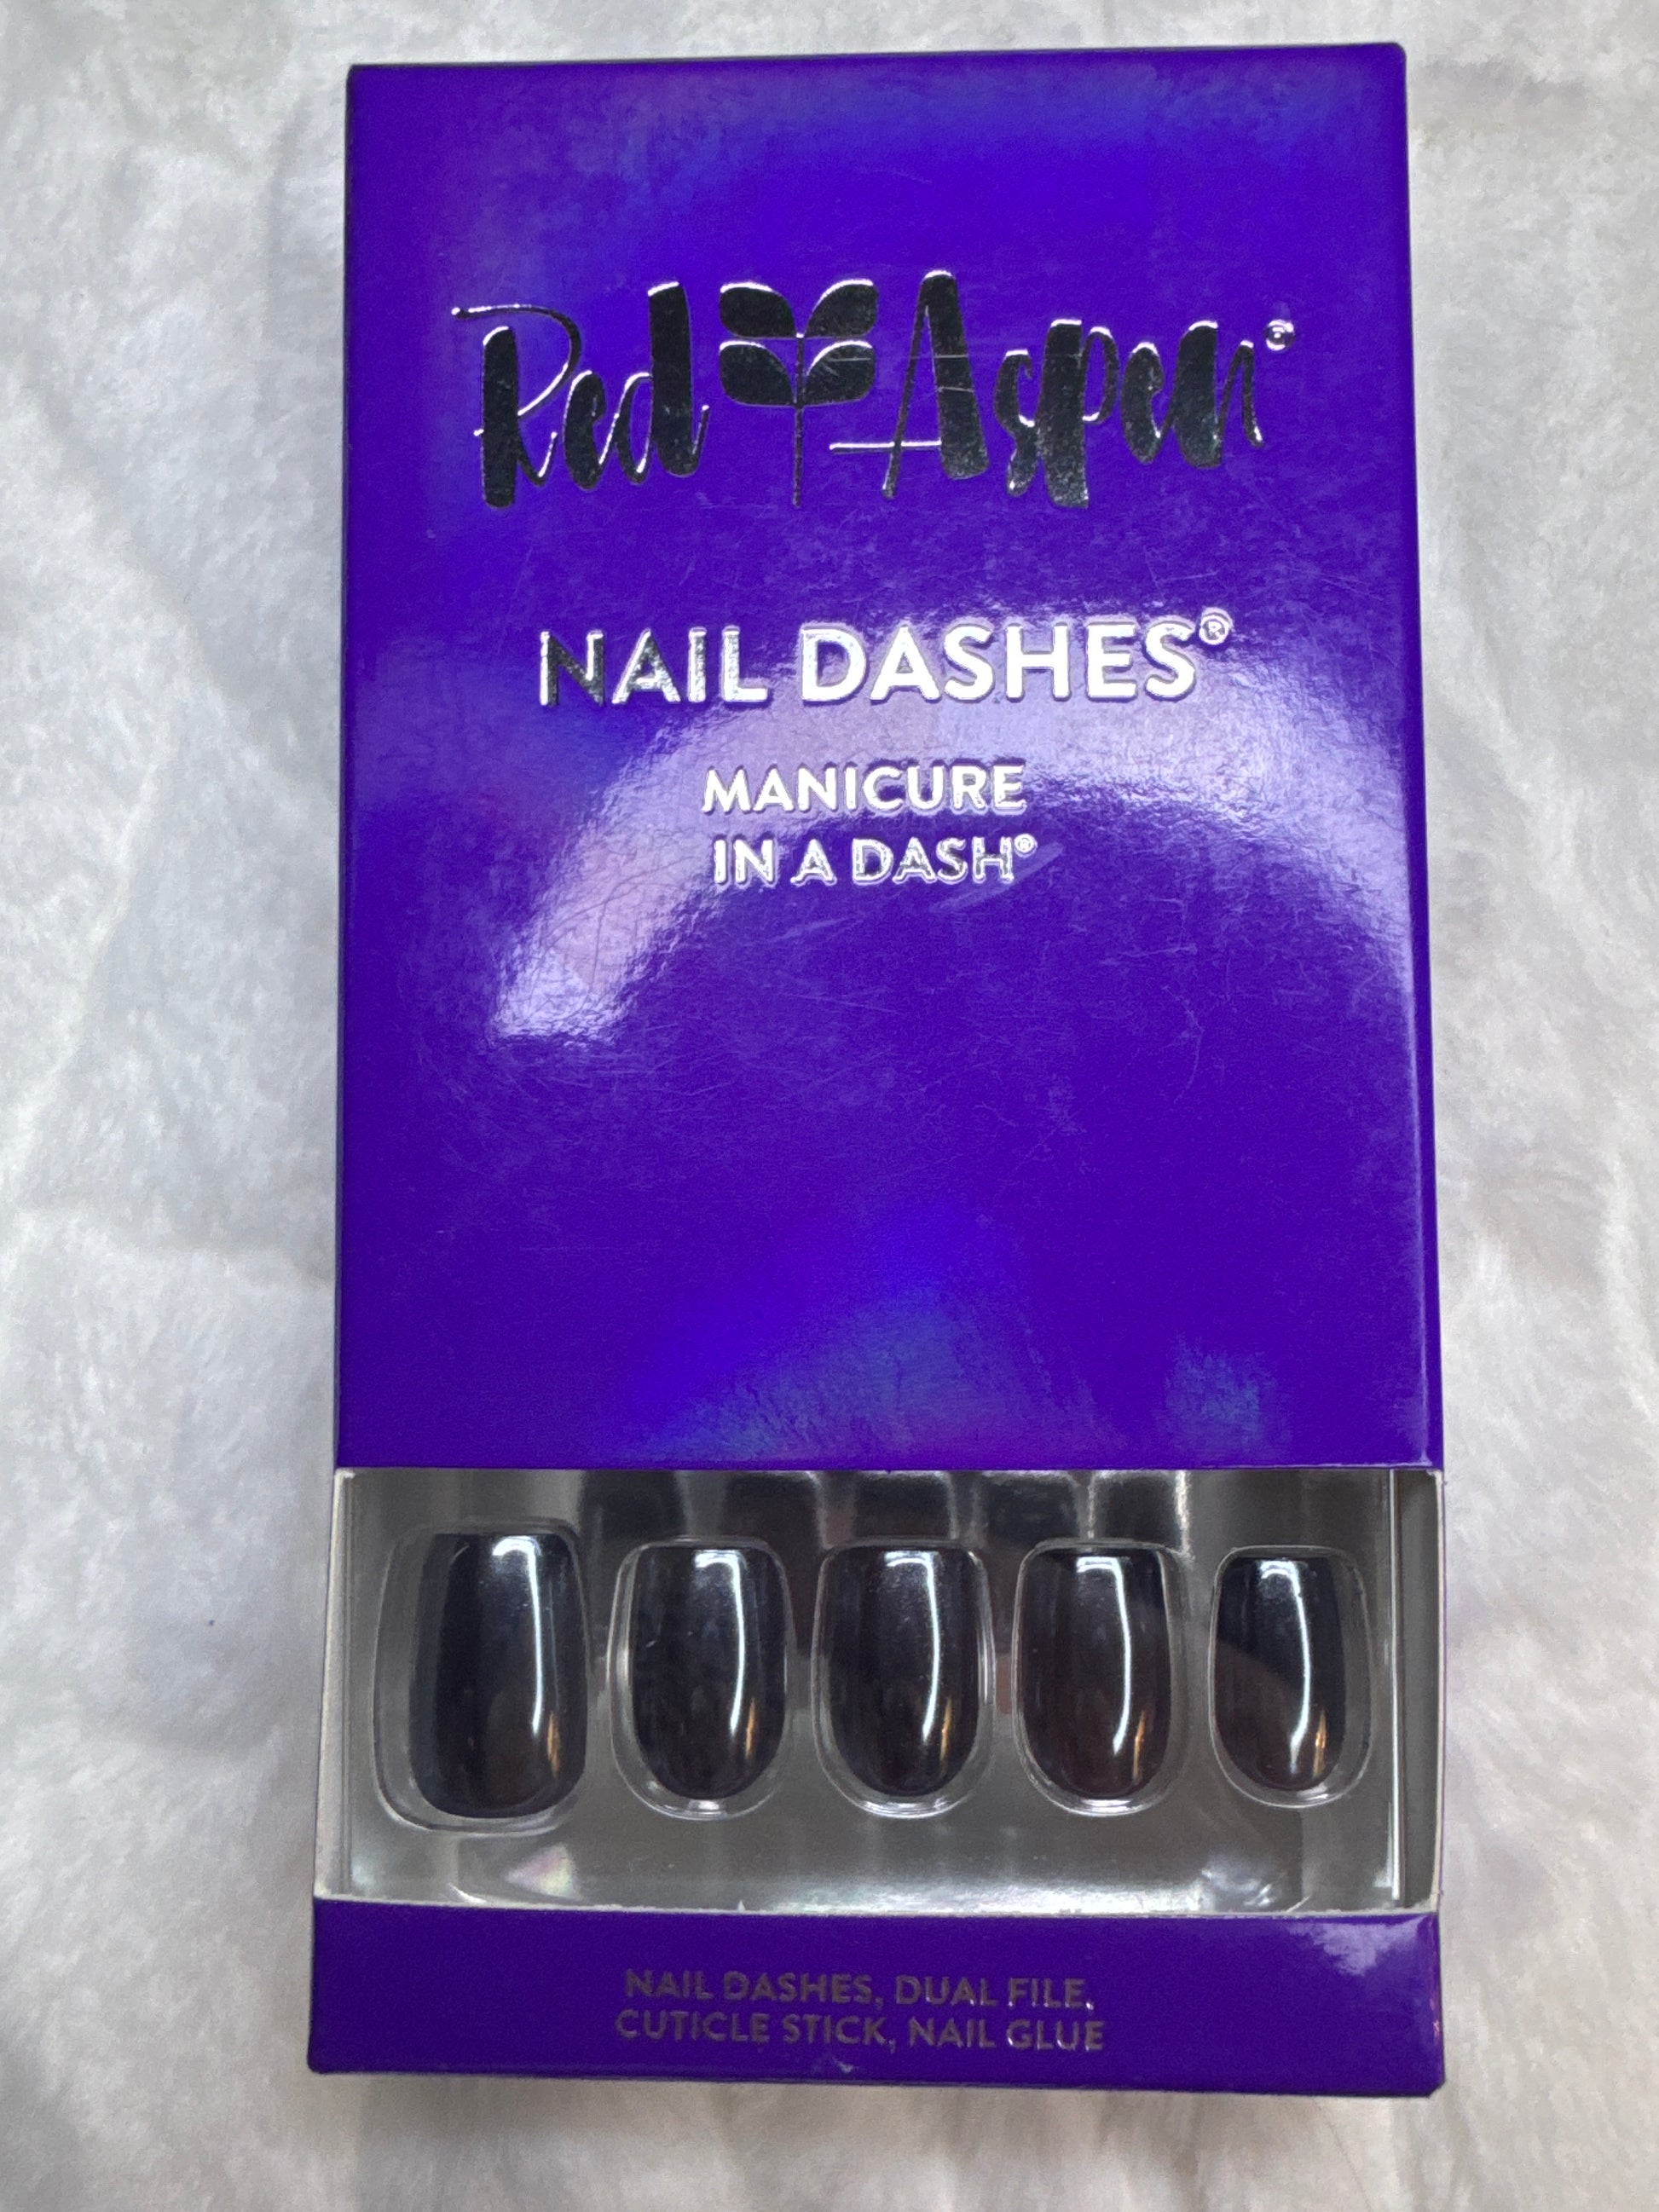 Red Aspen®
NAIL DASHES®
MANICURE
IN A DASH®
NAIL DASHES, DUAL FILE,
CUTICLE STICK, NAIL GLUE